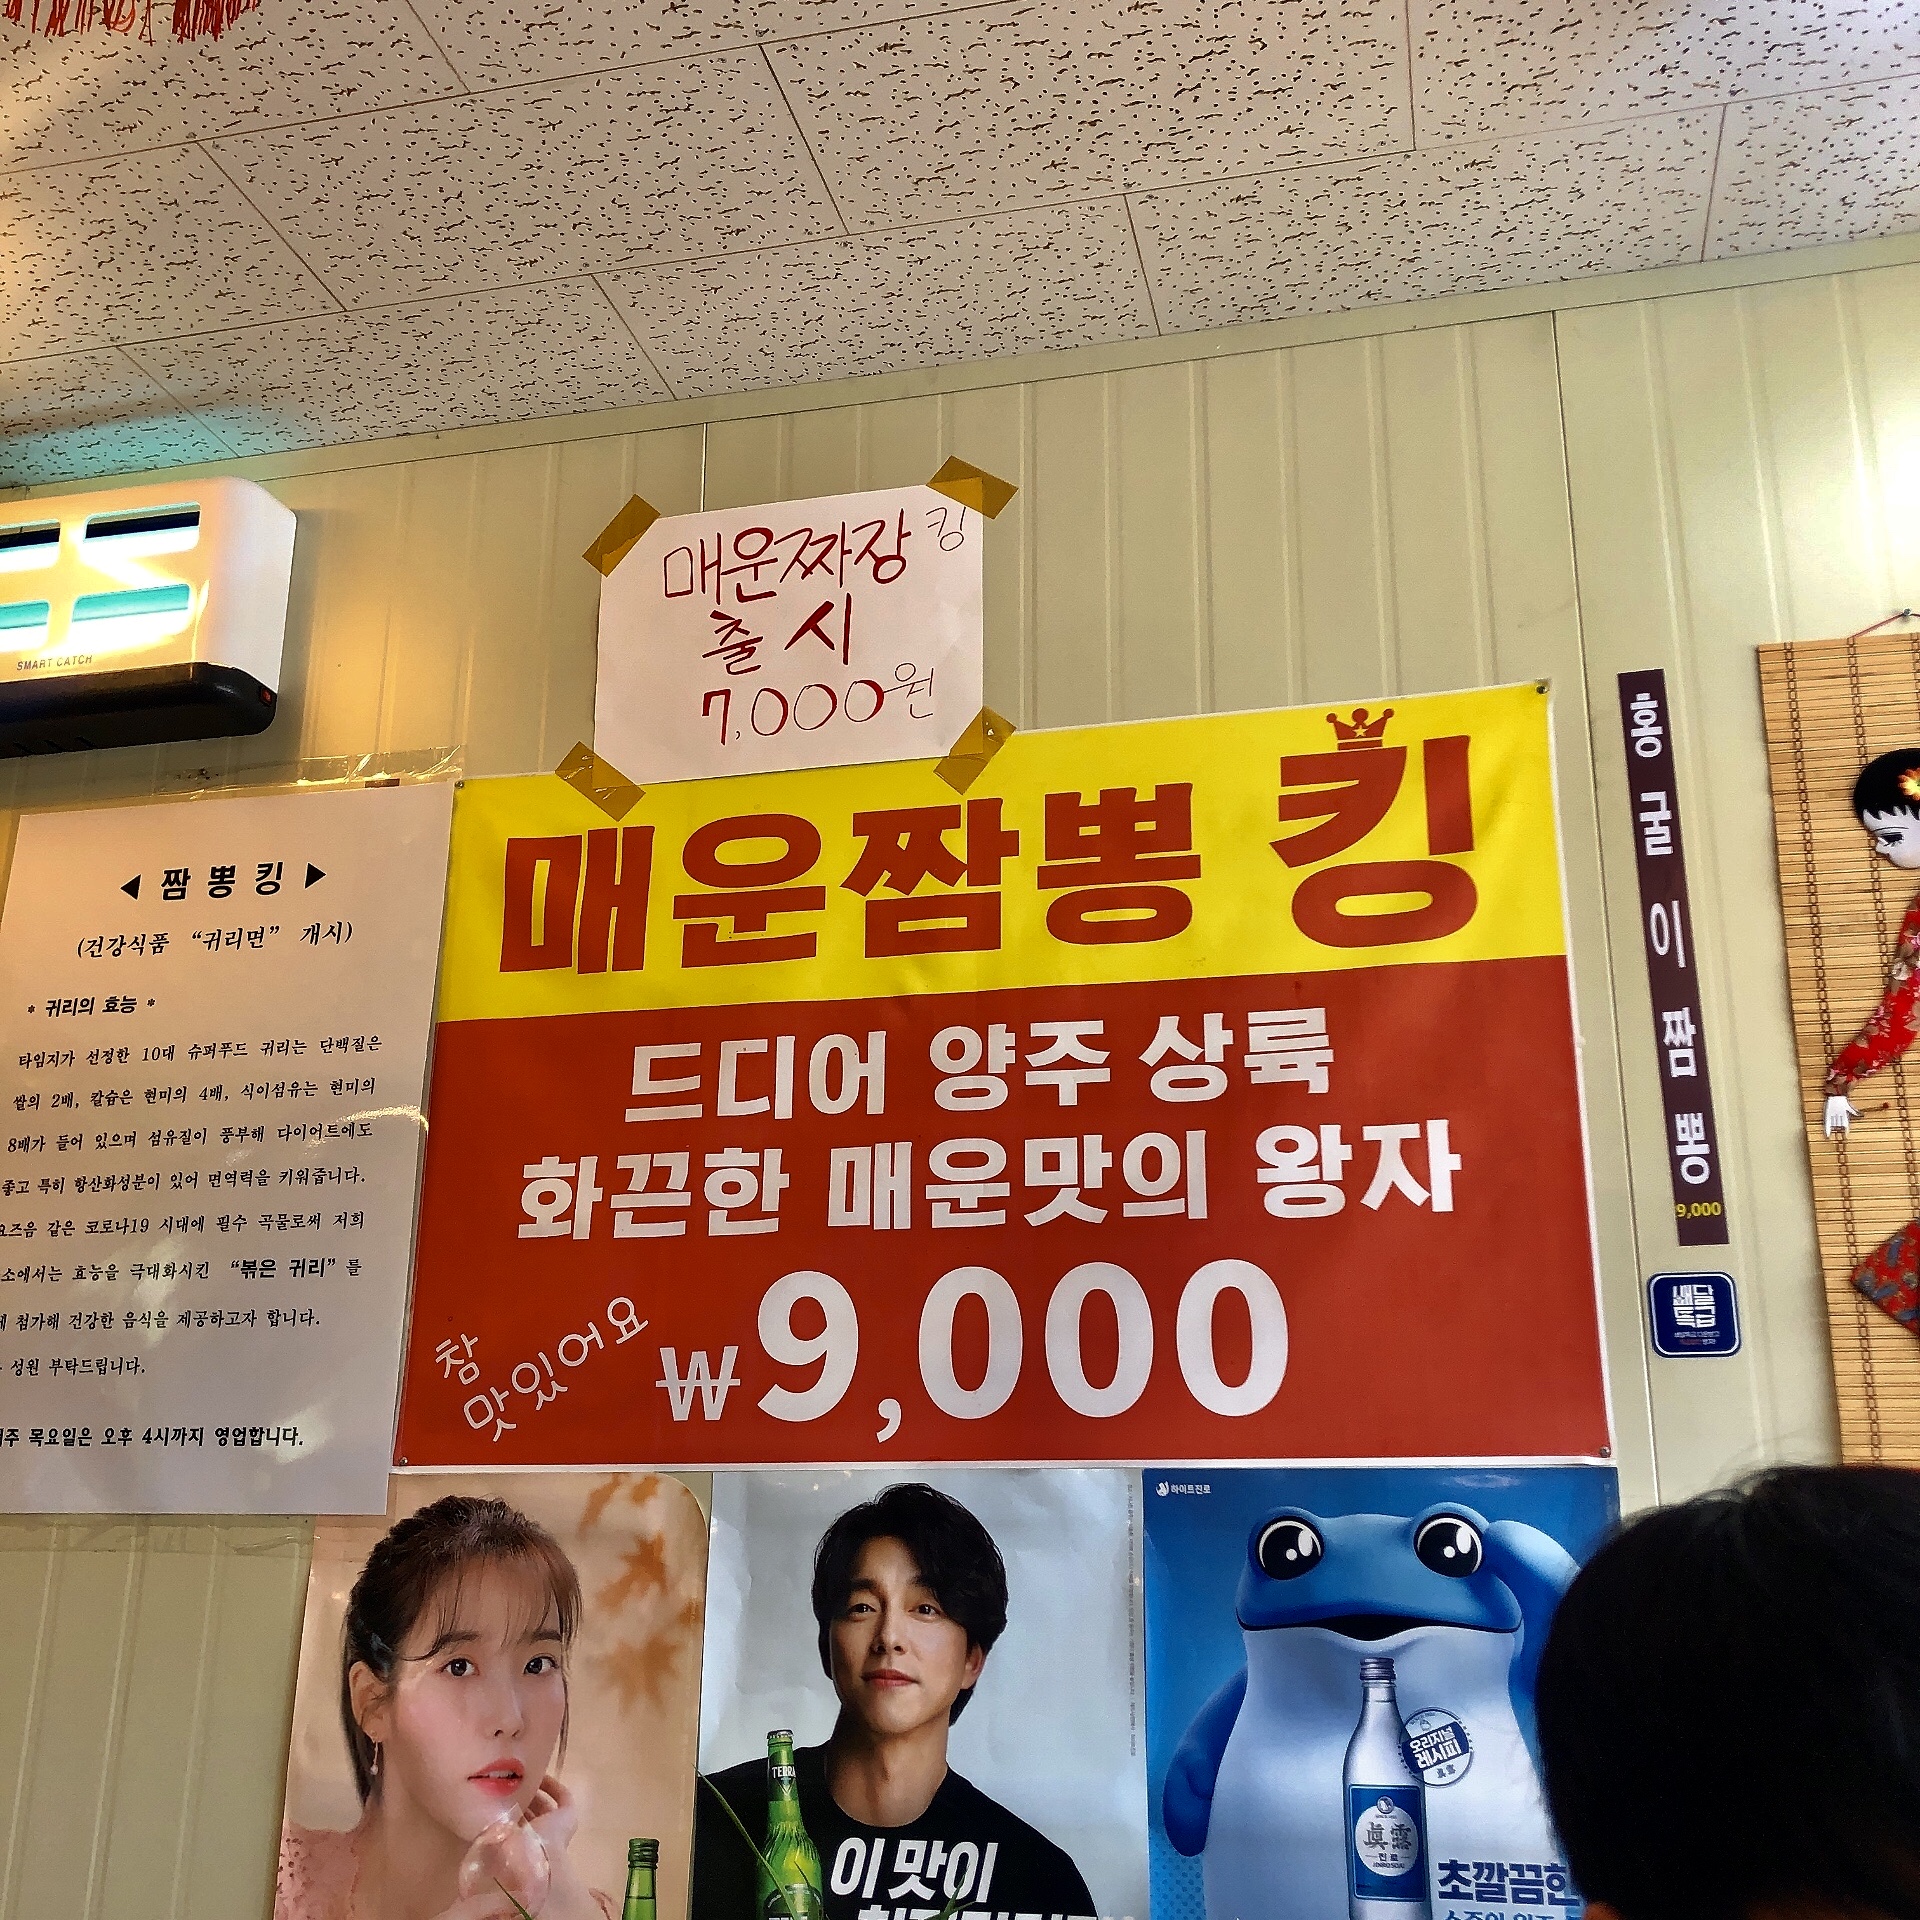 매운짜장킹
출시
7,000원
SMART CATCH
◀ 짬뽕킹 ▶
(건강식품 “귀리면” 개시)
* 귀리의 효능 *
타임지가 선정한 10대 슈퍼푸드 귀리는 단백질은
쌀의 2배, 칼슘은 현미의 4배, 식이섬유는 현미의
8배가 들어 있으며 섬유질이 풍부해 다이어트에도
좋고 특히 항산화성분이 있어 면역력을 키워줍니다.
요즈음 같은 코로나19 시대에 필수 곡물로써 저희
소에서는 효능을 극대화시킨 “볶은 귀리” 를
첨가해 건강한 음식을 제공하고자 합니다.
성원 부탁드립니다.
목요일은 오후 4시까지 영업합니다.
매운짬뽕 킹
드디어 양주 상륙
화끈한 매운맛의 왕자
참
맛있어요
₩9,000
홍굴이짬뽕
9,000
TERRA
이 맛이
하이트진로
오리지널
레시피
眞露
진로
초깔끔한